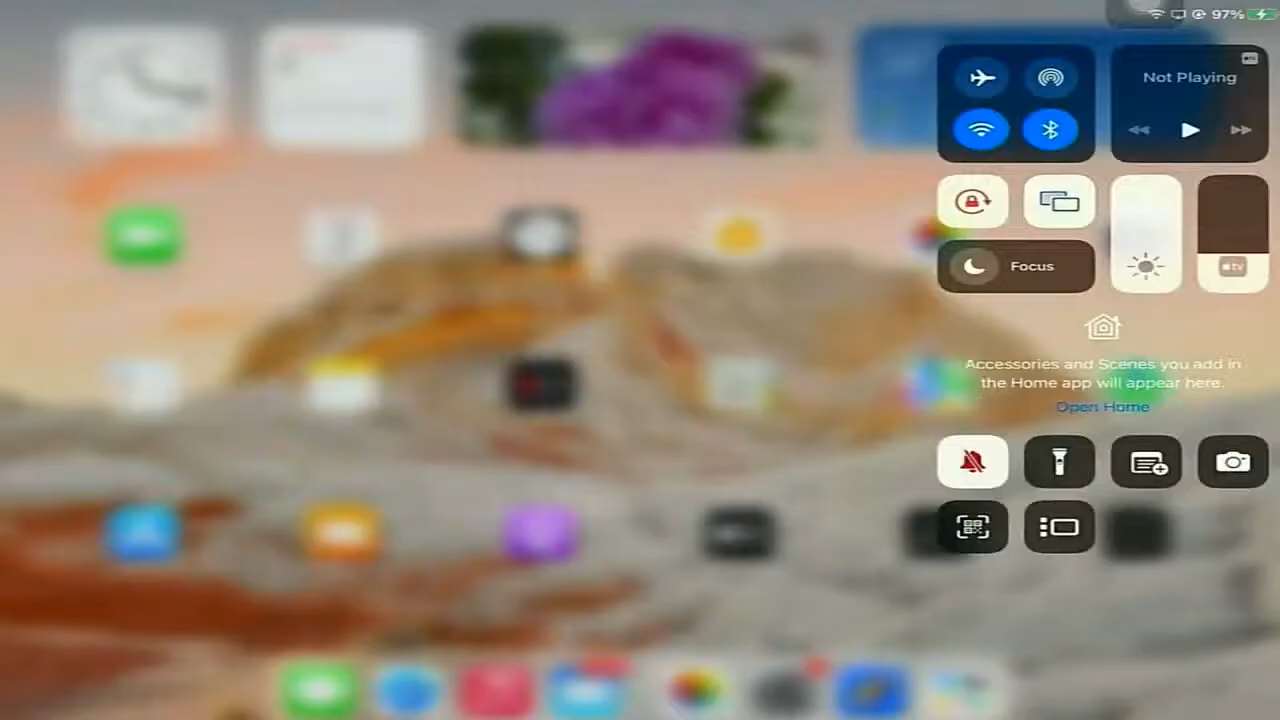 97%
Not Playing
Focus
tv
Accessories and Scenes you add in
the Home app will appear here.
Open Home